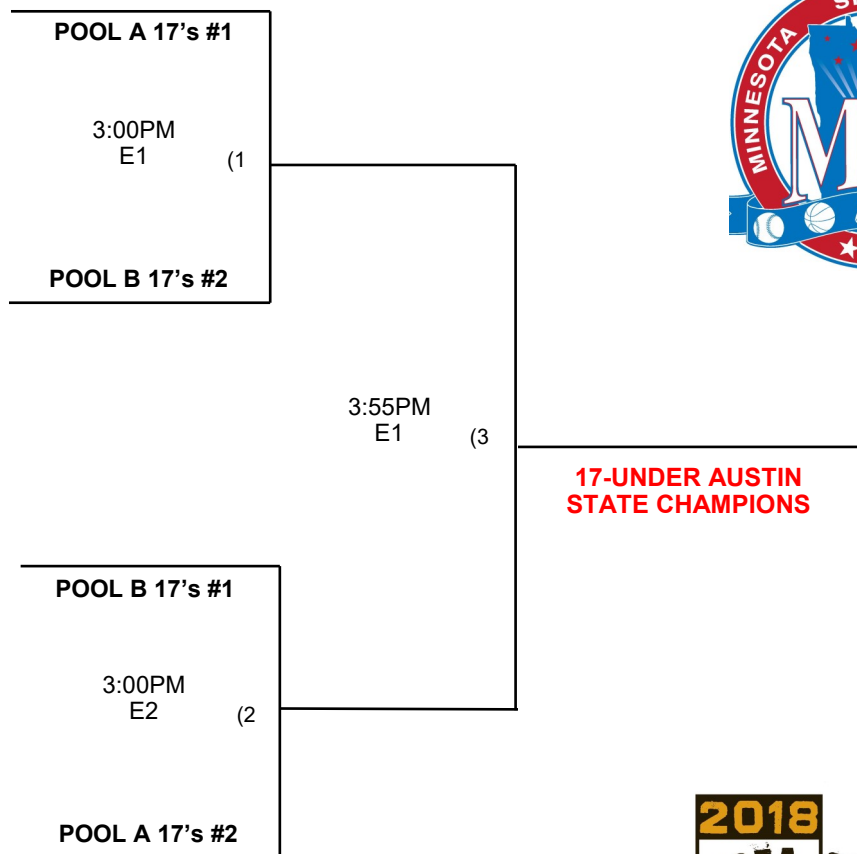 POOL A 17’s #1
3:00PM
E1 (1
POOL B 17’s #2
MINNESOTA
3:55PM
E1 (3
17-UNDER AUSTIN
STATE CHAMPIONS
POOL B 17’s #1
3:00PM
E2 (2
POOL A 17’s #2
2018